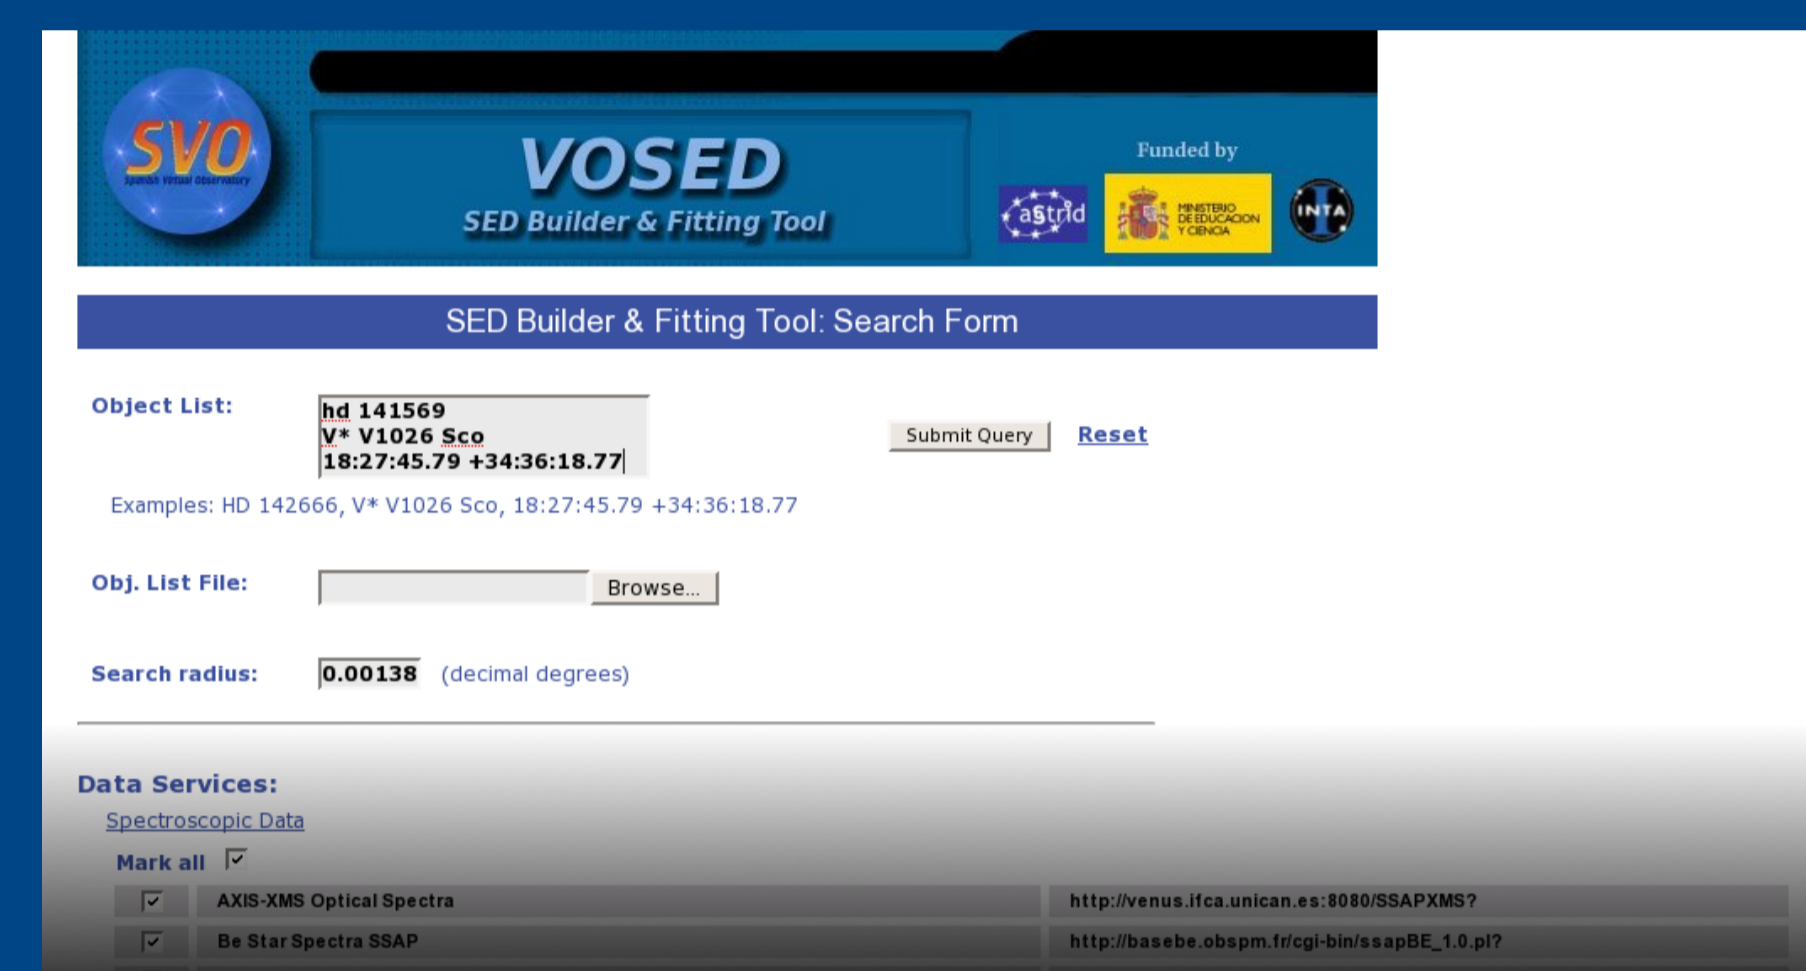 SVO
Spanish Virtual Observatory
VOSED
SED Builder & Fitting Tool
Funded by
astrid
MINISTERIO
DE EDUCACION
Y CIENCIA
INTA
SED Builder & Fitting Tool: Search Form
Object List:
hd 141569
V* V1026 Sco
18:27:45.79 +34:36:18.77
Submit Query Reset
Examples: HD 142666, V* V1026 Sco, 18:27:45.79 +34:36:18.77
Obj. List File: Browse...
Search radius: 0.00138 (decimal degrees)
Data Services:
Spectroscopic Data
Mark all
AXIS-XMS Optical Spectra http://venus.ifca.unican.es:8080/SSAPXMS?
Be Star Spectra SSAP http://basebe.obspm.fr/cgi-bin/ssapBE_1.0.pl?